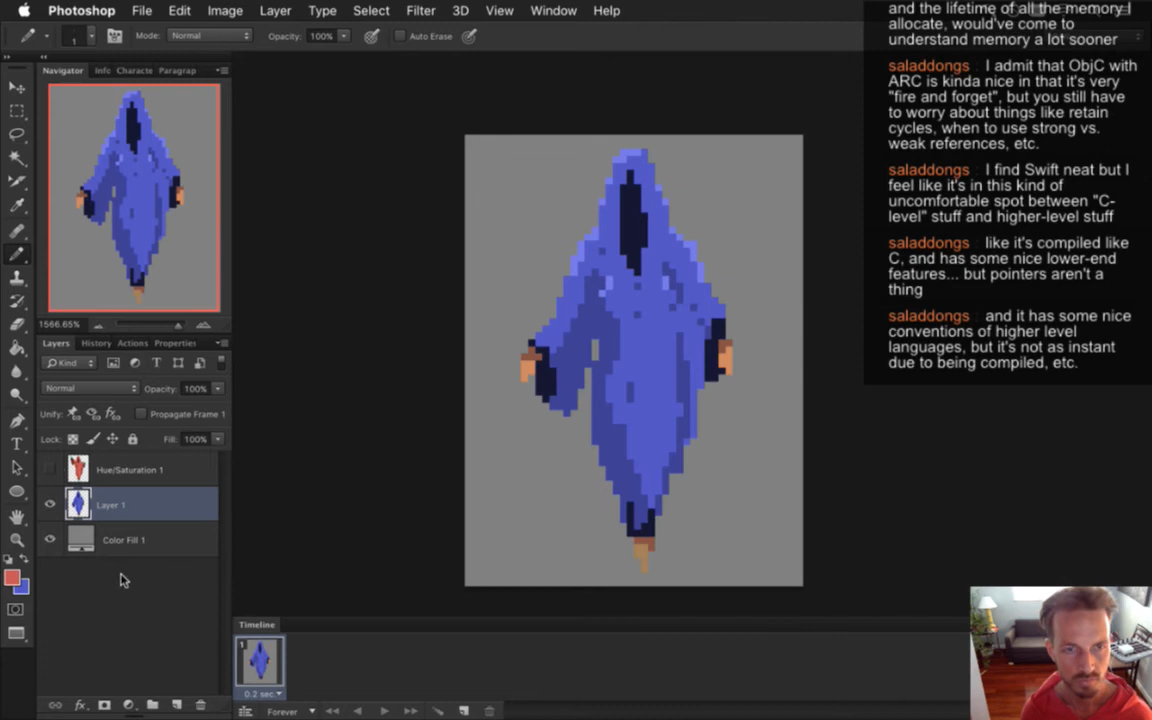 Photoshop File Edit Image Layer Type Select Filter 3D View Window Help
1 Mode: Normal Opacity: 100% Auto Erase
Navigator Info Characte Paragrap
1566.65%
Layers History Actions Properties
Kind
Normal Opacity: 100%
Unify: Propagate Frame 1
Lock: Fill: 100%
Hue/Saturation 1
Layer 1
Color Fill 1
Timeline
1
0.2 sec.
Forever
and the lifetime of all the memory I
allocate, would've come to
understand memory a lot sooner
saladdongs : I admit that ObjC with
ARC is kinda nice in that it's very
"fire and forget", but you still have
to worry about things like retain
cycles, when to use strong vs.
weak references, etc.
saladdongs : I find Swift neat but I
feel like it's in this kind of
uncomfortable spot between "C-
level" stuff and higher-level stuff
saladdongs : like it's compiled like
C, and has some nice lower-end
features... but pointers aren't a
thing
saladdongs : and it has some nice
conventions of higher level
languages, but it's not as instant
due to being compiled, etc.